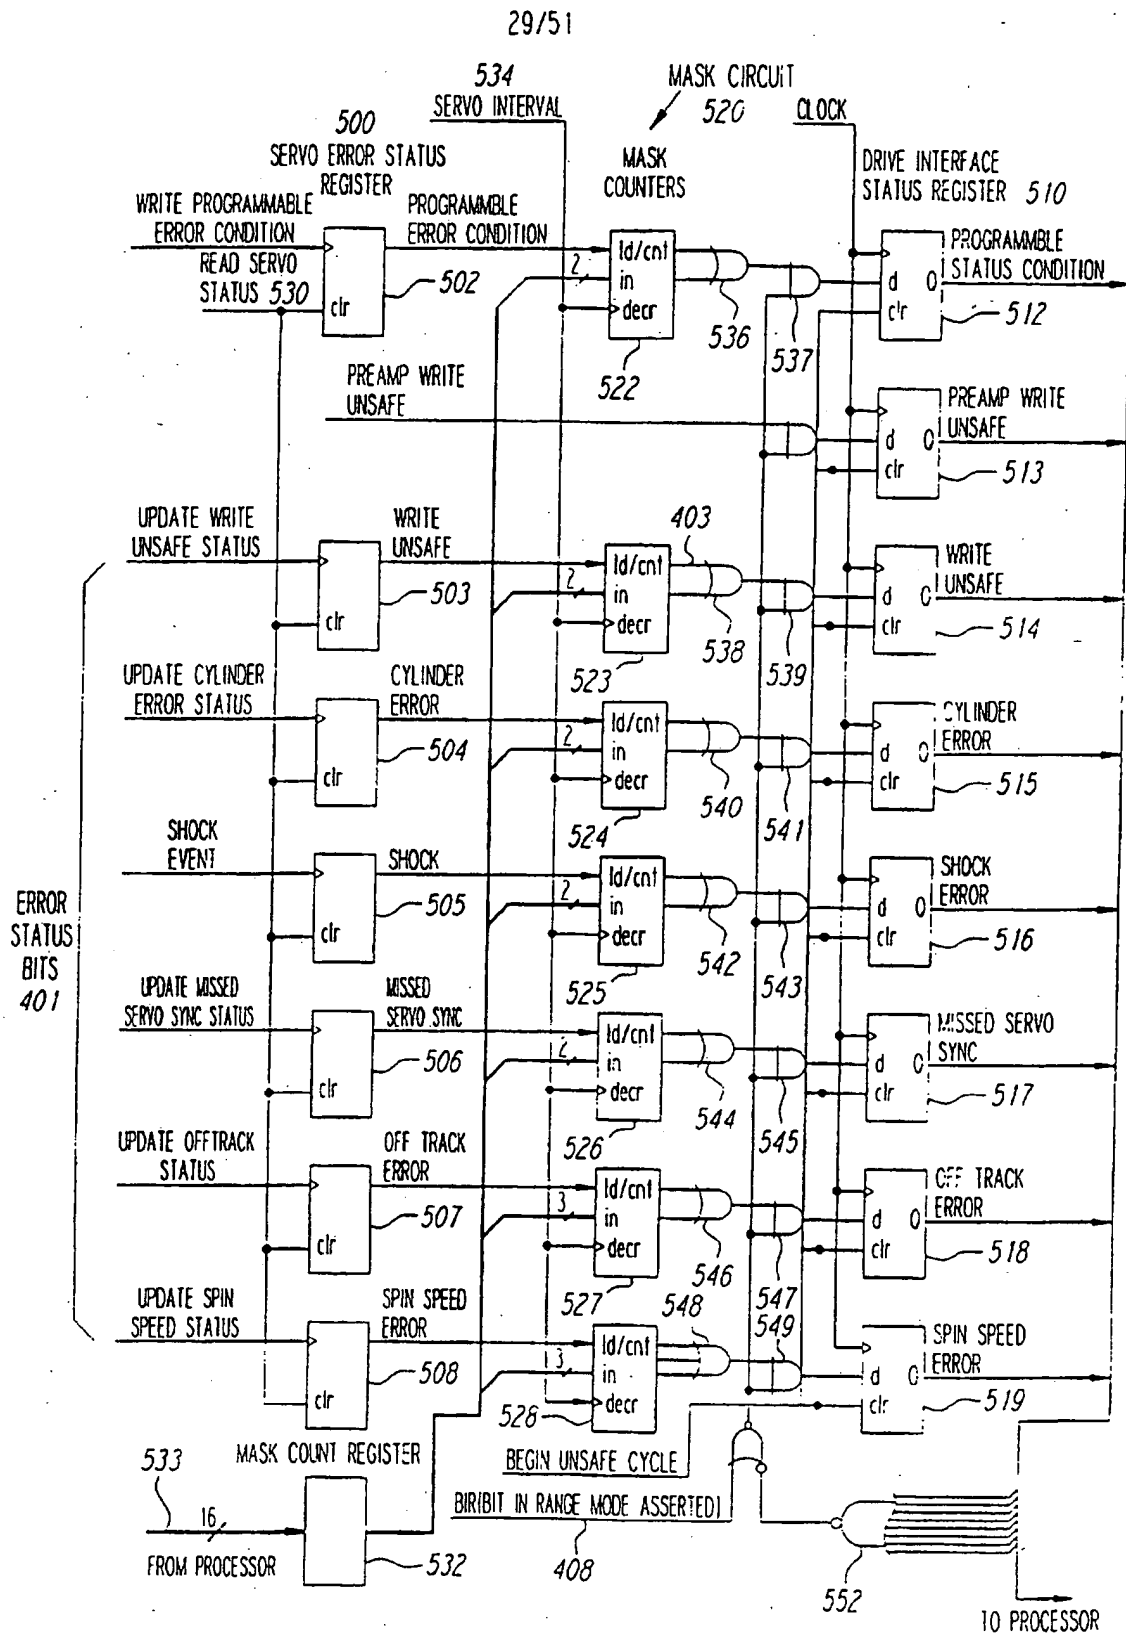 29/51
534
SERVO INTERVAL
MASK CIRCUIT
520
CLOCK
500
SERVO ERROR STATUS
REGISTER
MASK
COUNTERS
DRIVE INTERFACE
STATUS REGISTER 510
WRITE PROGRAMMABLE
ERROR CONDITION
PROGRAMMBLE
ERROR CONDITION
READ SERVO
STATUS 530
clr
502
2
ld/cnt
in
decr
522
536
537
d
O
clr
PROGRAMMBLE
STATUS CONDITION
512
PREAMP WRITE
UNSAFE
d
O
clr
PREAMP WRITE
UNSAFE
513
UPDATE WRITE
UNSAFE STATUS
WRITE
UNSAFE
clr
503
2
ld/cnt
in
decr
523
403
538
539
d
O
clr
WRITE
UNSAFE
514
UPDATE CYLINDER
ERROR STATUS
CYLINDER
ERROR
clr
504
2
ld/cnt
in
decr
524
540
541
d
O
clr
CYLINDER
ERROR
515
SHOCK
EVENT
SHOCK
clr
505
2
ld/cnt
in
decr
525
542
543
d
O
clr
SHOCK
ERROR
516
ERROR
STATUS
BITS
401
UPDATE MISSED
SERVO SYNC STATUS
MISSED
SERVO SYNC
clr
506
2
ld/cnt
in
decr
526
544
545
d
O
clr
MISSED SERVO
SYNC
517
UPDATE OFFTRACK
STATUS
OFF TRACK
ERROR
clr
507
3
ld/cnt
in
decr
527
546
547
d
O
clr
OFF TRACK
ERROR
518
UPDATE SPIN
SPEED STATUS
SPIN SPEED
ERROR
clr
508
3
ld/cnt
in
decr
528
548
549
d
O
clr
SPIN SPEED
ERROR
519
MASK COUNT REGISTER
533
16
FROM PROCESSOR
532
BEGIN UNSAFE CYCLE
BIR(BIT IN RANGE MODE ASSERTED)
408
552
TO PROCESSOR